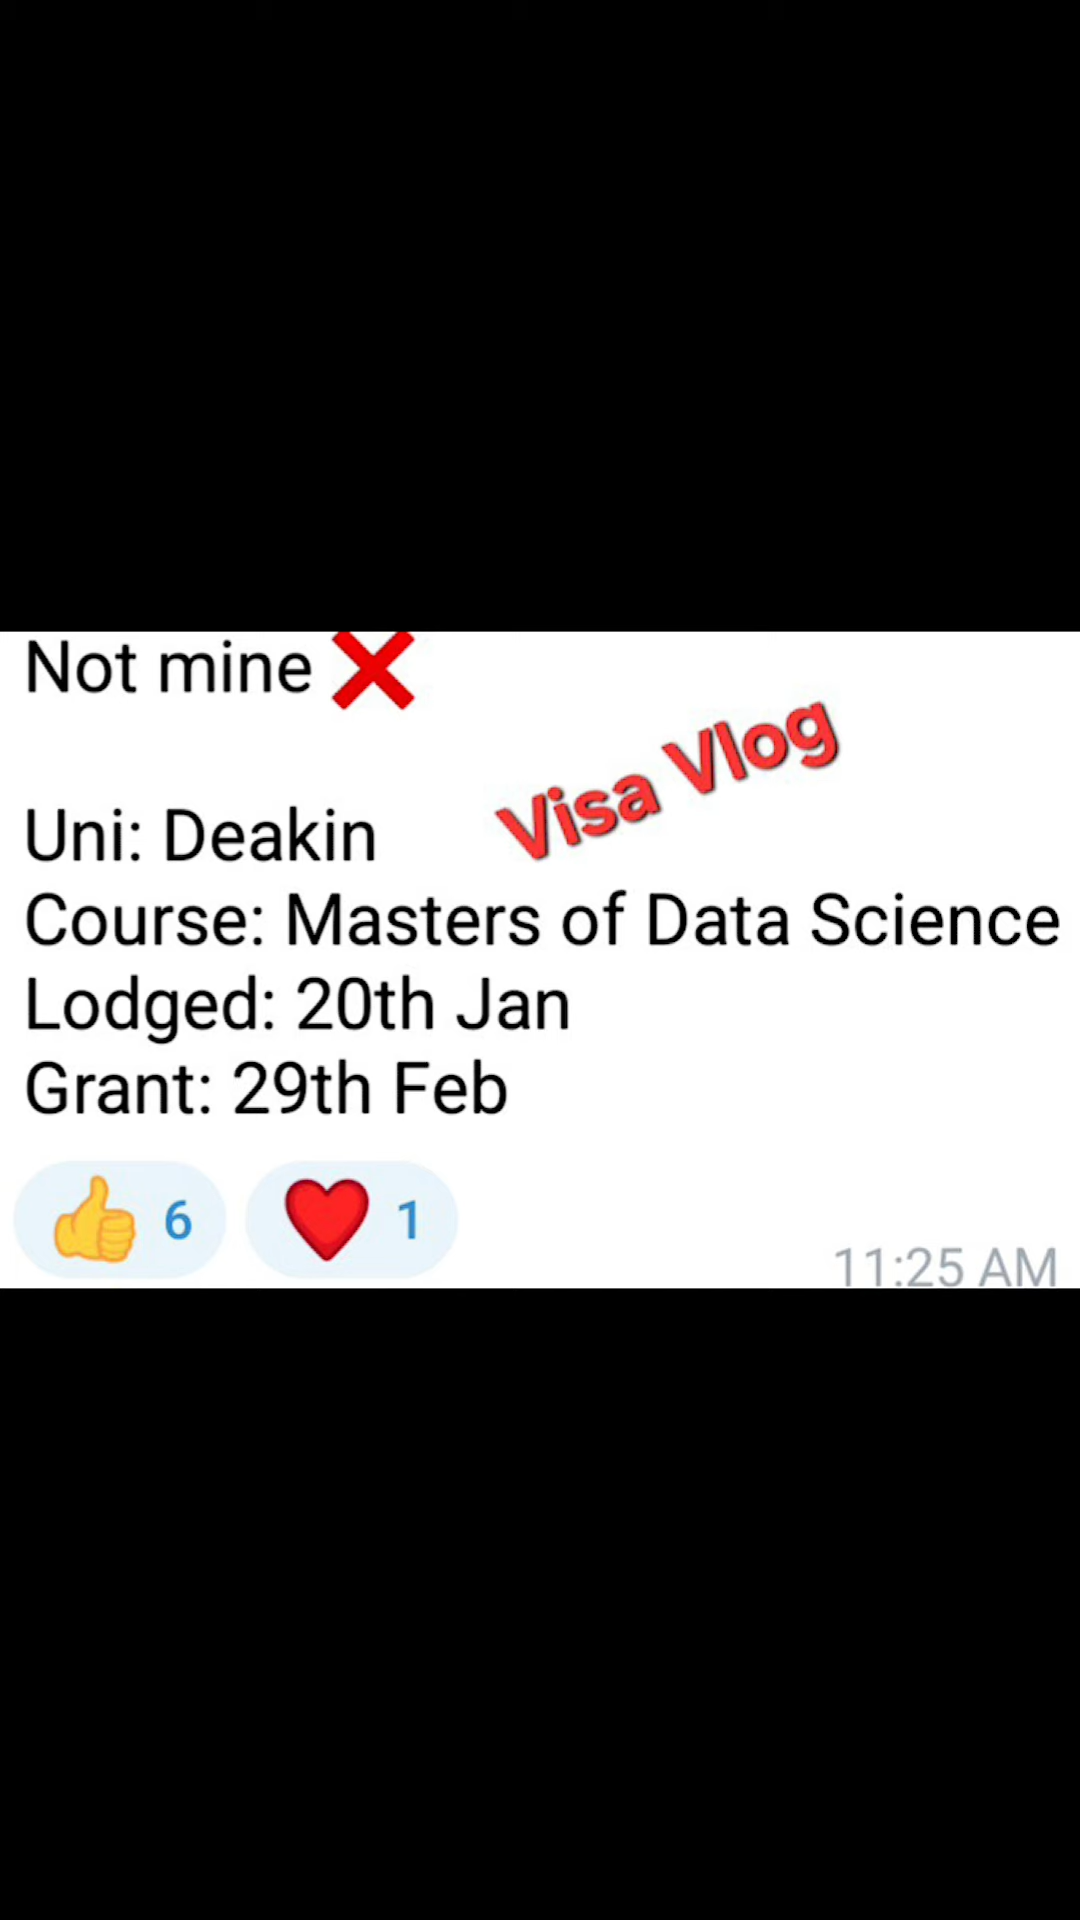 Not mine ❌
Visa Vlog
Uni: Deakin
Course: Masters of Data Science
Lodged: 20th Jan
Grant: 29th Feb
👍 6 ❤️ 1
11:25 AM